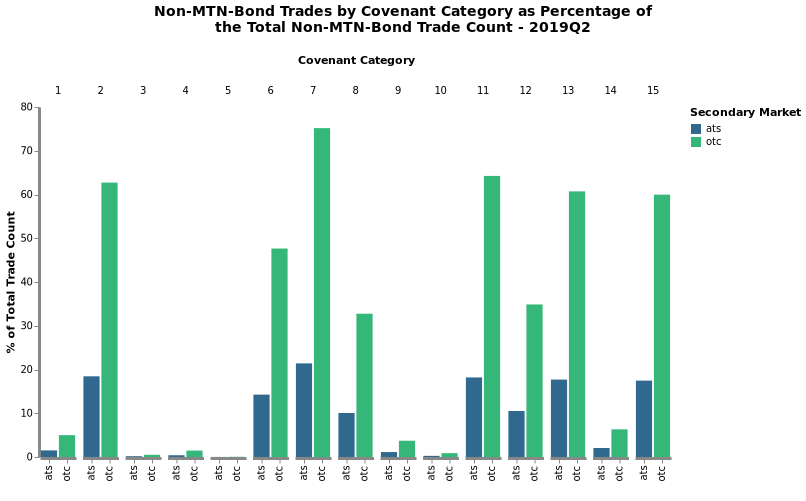 Non-MTN-Bond Trades by Covenant Category as Percentage of
the Total Non-MTN-Bond Trade Count - 2019Q2
Covenant Category
1 2 3 4 5 6 7 8 9 10 11 12 13 14 15
Secondary Market
ats
otc
% of Total Trade Count
80
70
60
50
40
30
20
10
0
ats otc ats otc ats otc ats otc ats otc ats otc ats otc ats otc ats otc ats otc ats otc ats otc ats otc ats otc ats otc